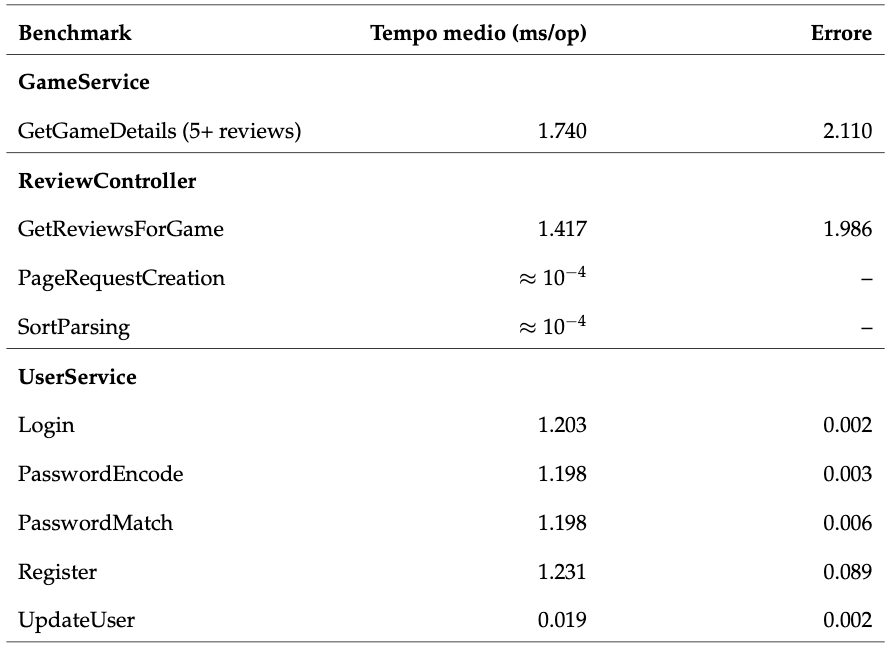 Benchmark Tempo medio (ms/op) Errore
GameService
GetGameDetails (5+ reviews) 1.740 2.110
ReviewController
GetReviewsForGame 1.417 1.986
PageRequestCreation ≈ 10⁻⁴ –
SortParsing ≈ 10⁻⁴ –
UserService
Login 1.203 0.002
PasswordEncode 1.198 0.003
PasswordMatch 1.198 0.006
Register 1.231 0.089
UpdateUser 0.019 0.002